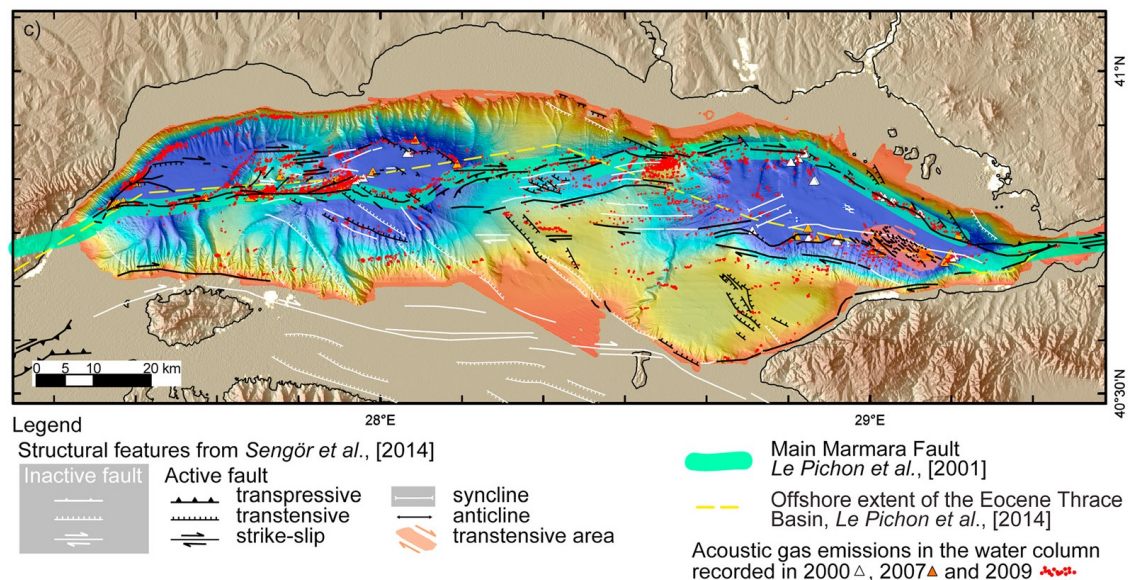 c)
41°N
0 5 10 20 km
40°30'N
28°E
29°E
Legend
Structural features from Sengör et al., [2014]
Inactive fault
Active fault
transpressive
transtensive
strike-slip
syncline
anticline
transtensive area
Main Marmara Fault
Le Pichon et al., [2001]
Offshore extent of the Eocene Thrace
Basin, Le Pichon et al., [2014]
Acoustic gas emissions in the water column
recorded in 2000 , 2007 and 2009